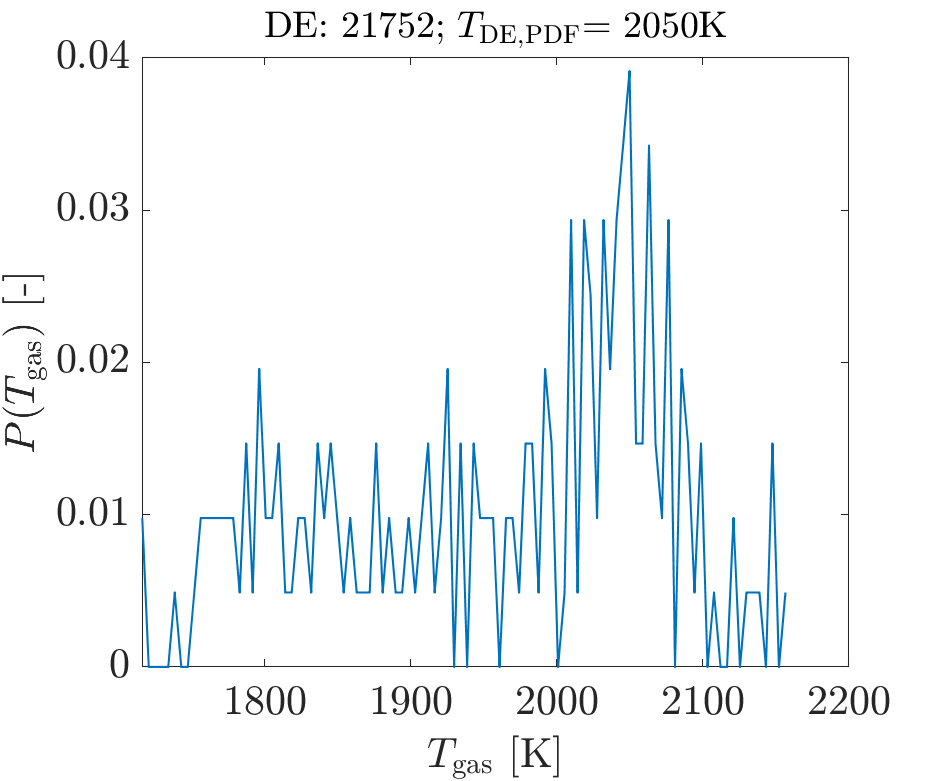 DE: 21752; T_DE,PDF= 2050K
0.04
0.03
0.02
0.01
0
P(T_gas) [-]
1800 1900 2000 2100 2200
T_gas [K]